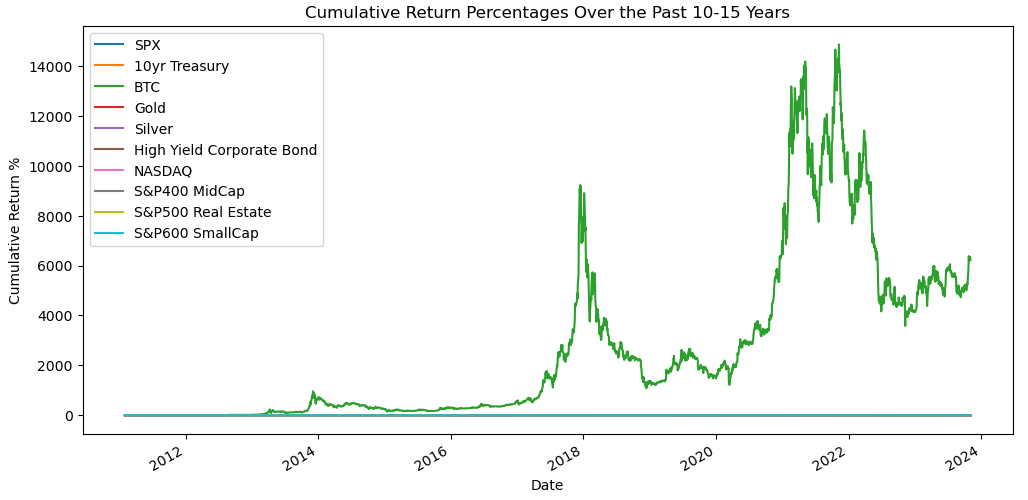 Cumulative Return Percentages Over the Past 10-15 Years
SPX
10yr Treasury
BTC
Gold
Silver
High Yield Corporate Bond
NASDAQ
S&P400 MidCap
S&P500 Real Estate
S&P600 SmallCap
Cumulative Return %
14000
12000
10000
8000
6000
4000
2000
0
2012
2014
2016
2018
2020
2022
2024
Date